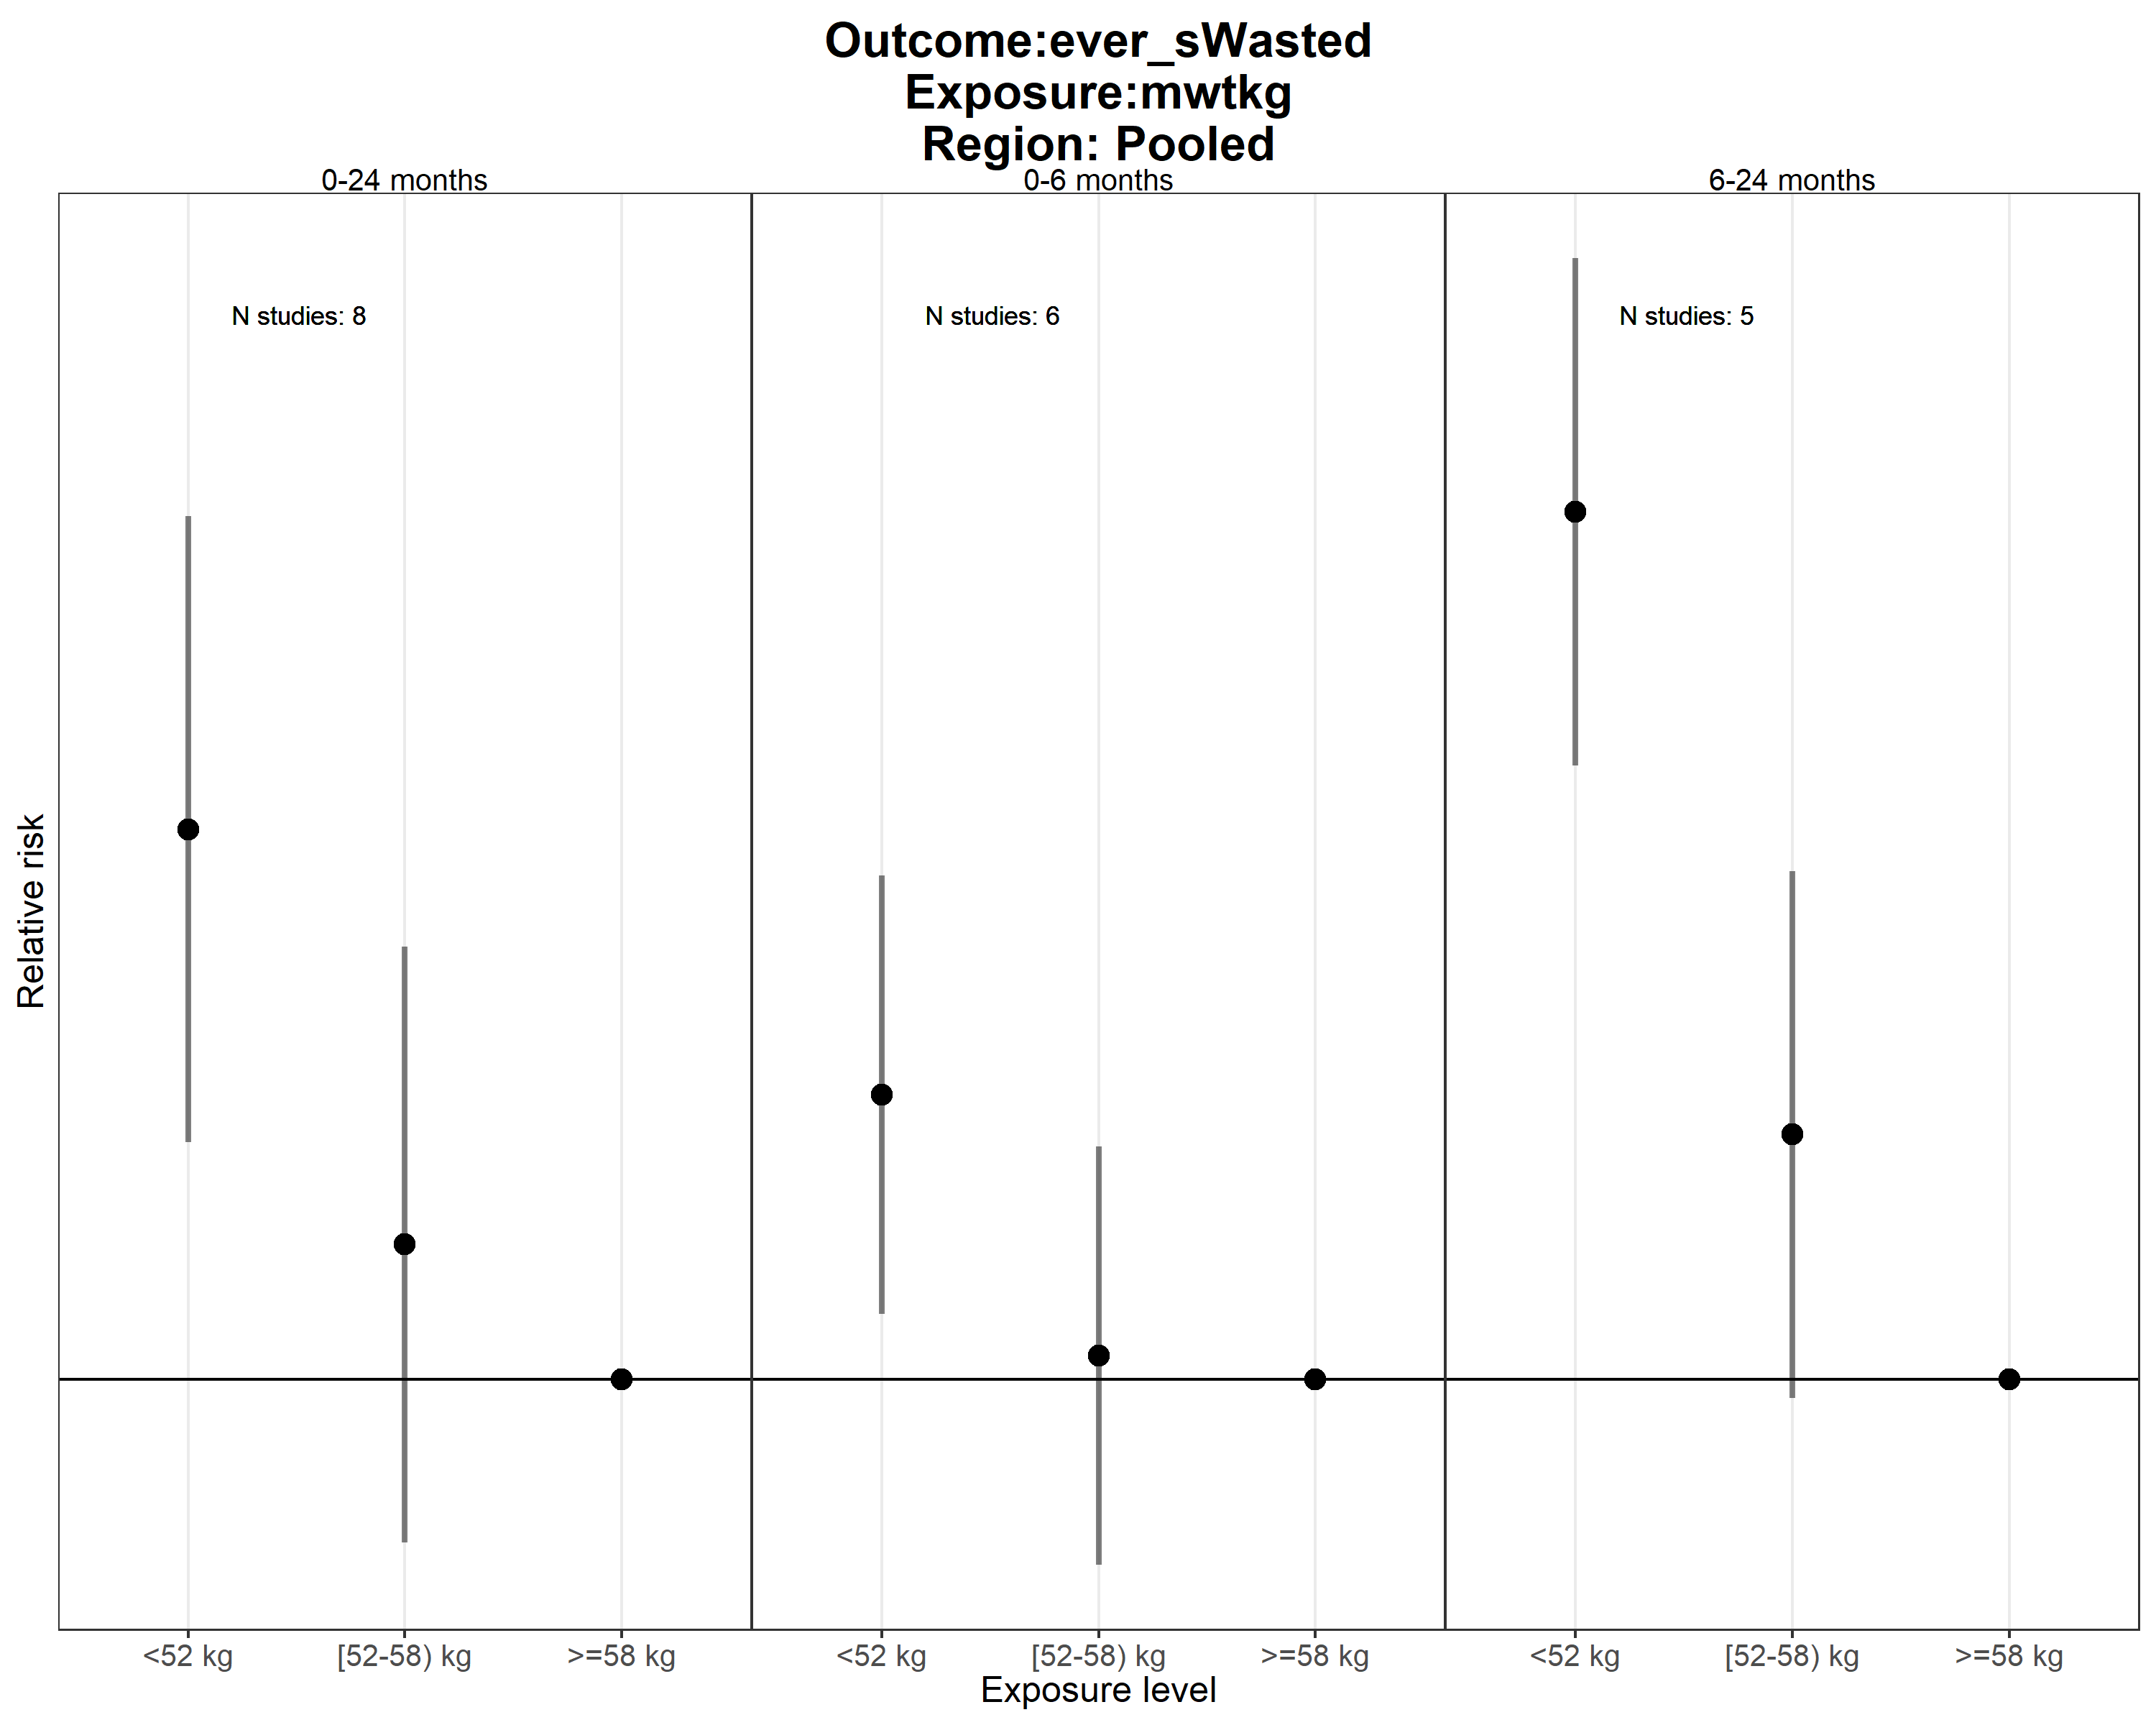 Outcome:ever_sWasted
Exposure:mwtkg
Region: Pooled
0-24 months 0-6 months 6-24 months
N studies: 8 N studies: 6 N studies: 5
Relative risk
<52 kg [52-58) kg >=58 kg <52 kg [52-58) kg >=58 kg <52 kg [52-58) kg >=58 kg
Exposure level